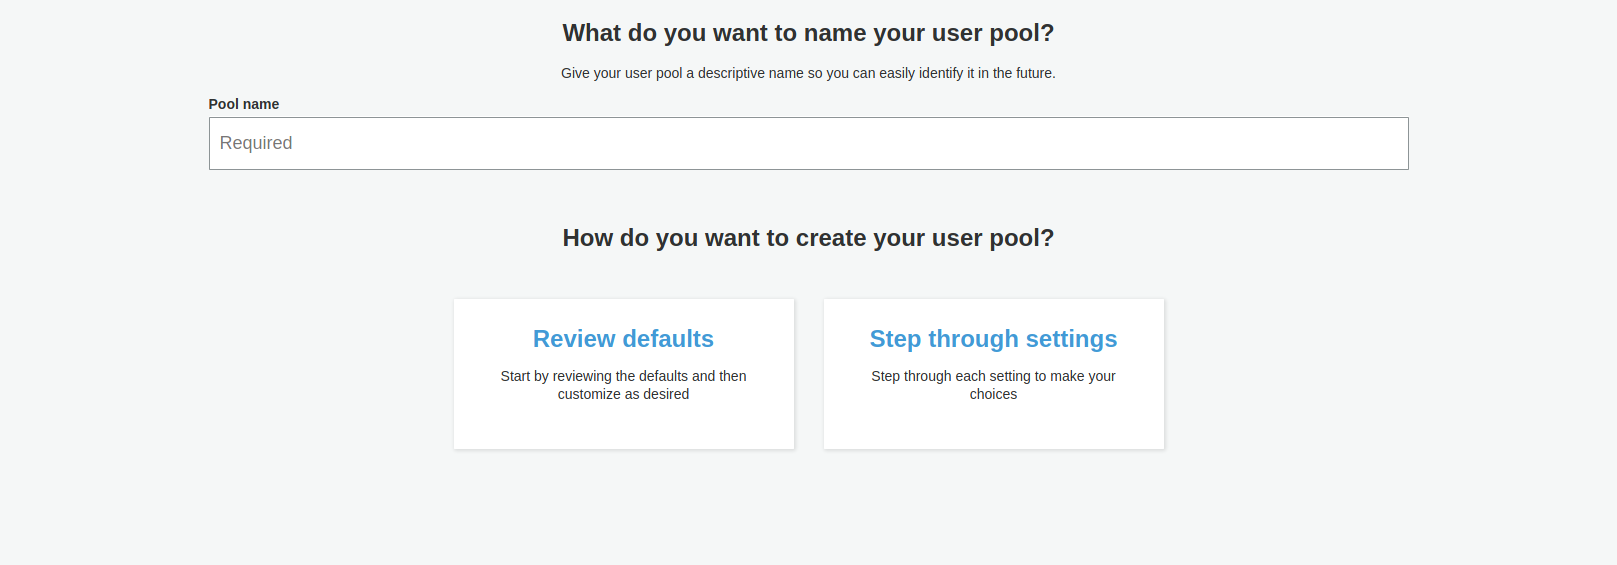 What do you want to name your user pool?
Give your user pool a descriptive name so you can easily identify it in the future.
Pool name
Required
How do you want to create your user pool?
Review defaults
Start by reviewing the defaults and then
customize as desired
Step through settings
Step through each setting to make your
choices